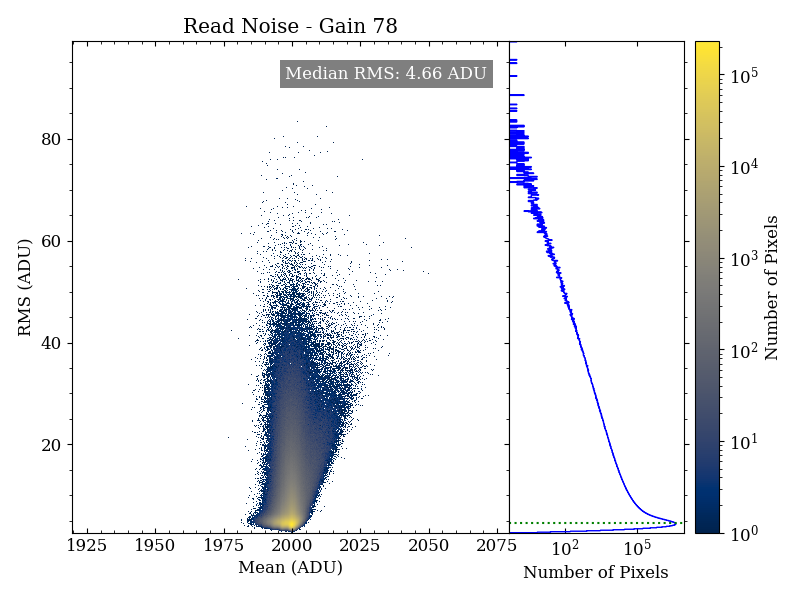 Read Noise - Gain 78
Median RMS: 4.66 ADU
RMS (ADU)
80
60
40
20
1925 1950 1975 2000 2025 2050 2075
Mean (ADU)
10² 10⁵
Number of Pixels
10⁵
10⁴
10³
10²
10¹
10⁰
Number of Pixels